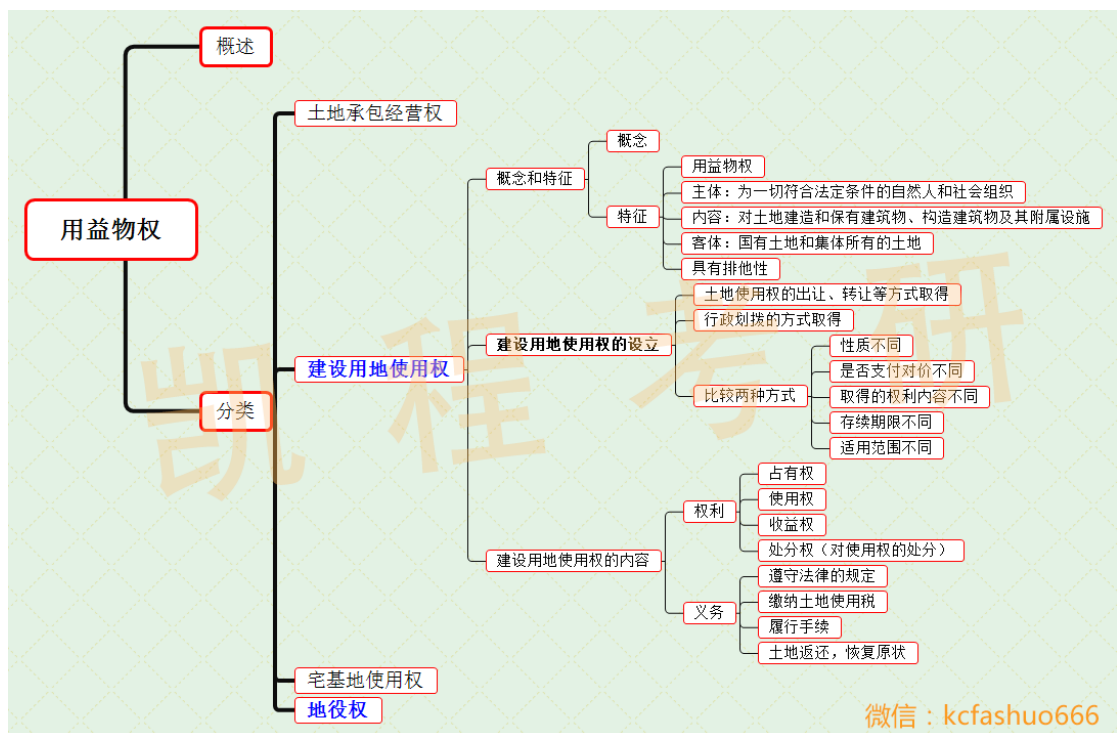 用益物权
概述
分类
土地承包经营权
建设用地使用权
概念和特征
概念
特征
用益物权
主体：为一切符合法定条件的自然人和社会组织
内容：对土地建造和保有建筑物、构造建筑物及其附属设施
客体：国有土地和集体所有的土地
具有排他性
建设用地使用权的设立
土地使用权的出让、转让等方式取得
行政划拨的方式取得
比较两种方式
性质不同
是否支付对价不同
取得的权利内容不同
存续期限不同
适用范围不同
建设用地使用权的内容
权利
占有权
使用权
收益权
处分权（对使用权的处分）
义务
遵守法律的规定
缴纳土地使用税
履行手续
土地返还，恢复原状
宅基地使用权
地役权
凯程考研
微信：kcfashuo666